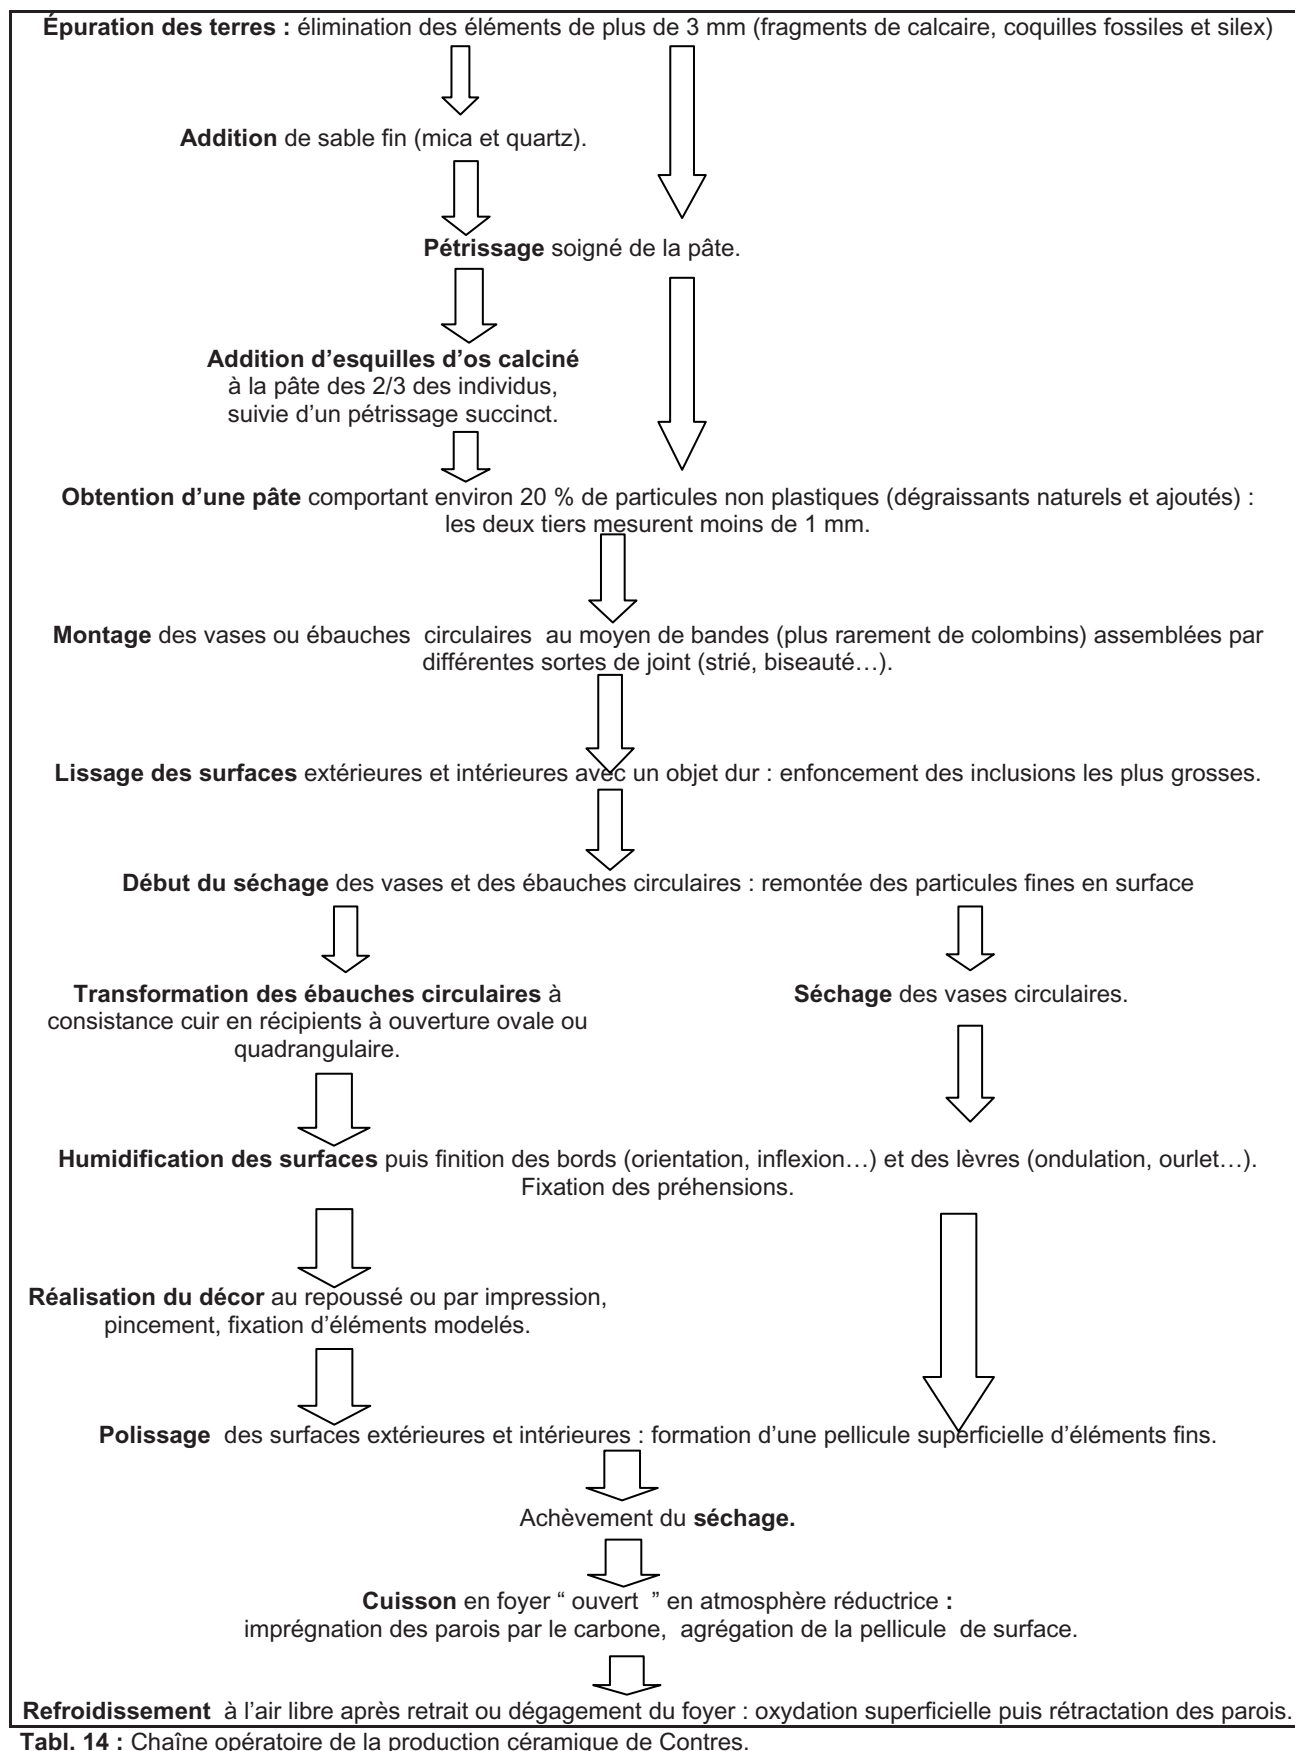 Épuration des terres : élimination des éléments de plus de 3 mm (fragments de calcaire, coquilles fossiles et silex)
Addition de sable fin (mica et quartz).
Pétrissage soigné de la pâte.
Addition d’esquilles d’os calciné
à la pâte des 2/3 des individus,
suivie d’un pétrissage succinct.
Obtention d’une pâte comportant environ 20 % de particules non plastiques (dégraissants naturels et ajoutés) :
les deux tiers mesurent moins de 1 mm.
Montage des vases ou ébauches circulaires au moyen de bandes (plus rarement de colombins) assemblées par
différentes sortes de joint (strié, biseauté…).
Lissage des surfaces extérieures et intérieures avec un objet dur : enfoncement des inclusions les plus grosses.
Début du séchage des vases et des ébauches circulaires : remontée des particules fines en surface
Transformation des ébauches circulaires à
consistance cuir en récipients à ouverture ovale ou
quadrangulaire.
Séchage des vases circulaires.
Humidification des surfaces puis finition des bords (orientation, inflexion…) et des lèvres (ondulation, ourlet…).
Fixation des préhensions.
Réalisation du décor au repoussé ou par impression,
pincement, fixation d’éléments modelés.
Polissage des surfaces extérieures et intérieures : formation d’une pellicule superficielle d’éléments fins.
Achèvement du séchage.
Cuisson en foyer “ ouvert ” en atmosphère réductrice :
imprégnation des parois par le carbone, agrégation de la pellicule de surface.
Refroidissement à l’air libre après retrait ou dégagement du foyer : oxydation superficielle puis rétractation des parois.
Tabl. 14 : Chaîne opératoire de la production céramique de Contres.